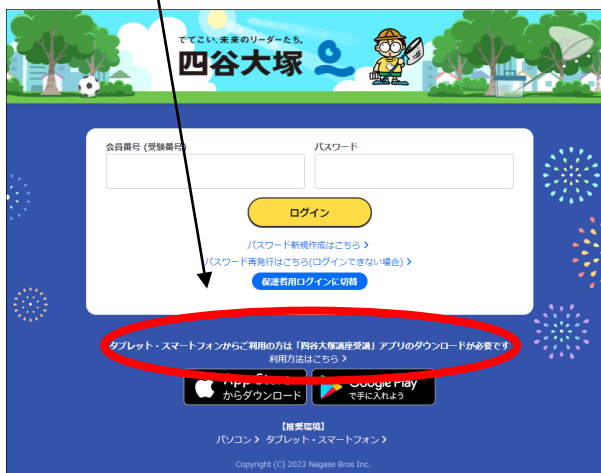 でてこい、未来のリーダーたち。
四谷大塚
会員番号 (受験番号)
パスワード
ログイン
パスワード新規作成はこちら >
パスワード再発行はこちら(ログインできない場合) >
保護者用ログインに切替
タブレット・スマートフォンからご利用の方は「四谷大塚講座受講」アプリのダウンロードが必要です
利用方法はこちら >
App Store
からダウンロード
Google Play
で手に入れよう
【推奨環境】
パソコン > タブレット・スマートフォン >
Copyright (C) 2023 Nagase Bros Inc.